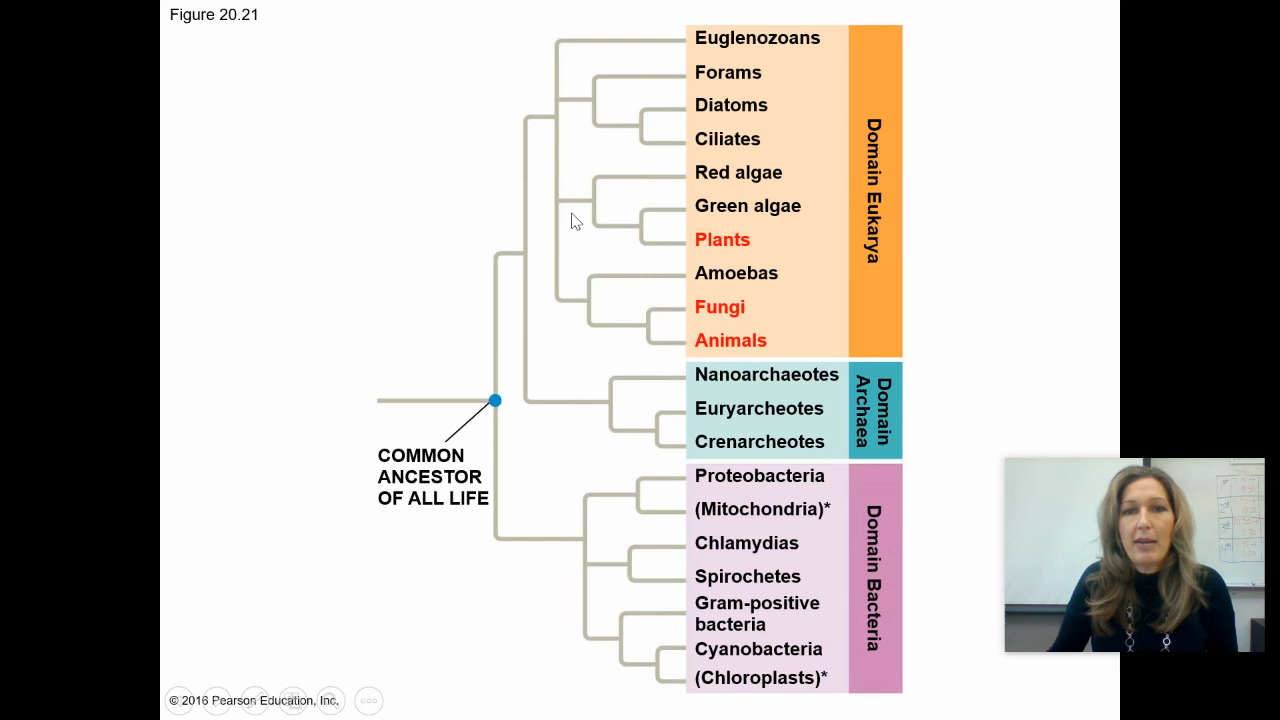 Figure 20.21
Euglenozoans
Forams
Diatoms
Ciliates
Red algae
Green algae
Plants
Amoebas
Fungi
Animals
Domain Eukarya
Nanoarchaeotes
Euryarcheotes
Crenarcheotes
Domain
Archaea
COMMON
ANCESTOR
OF ALL LIFE
Proteobacteria
(Mitochondria)*
Chlamydias
Spirochetes
Gram-positive
bacteria
Cyanobacteria
(Chloroplasts)*
Domain Bacteria
© 2016 Pearson Education, Inc.